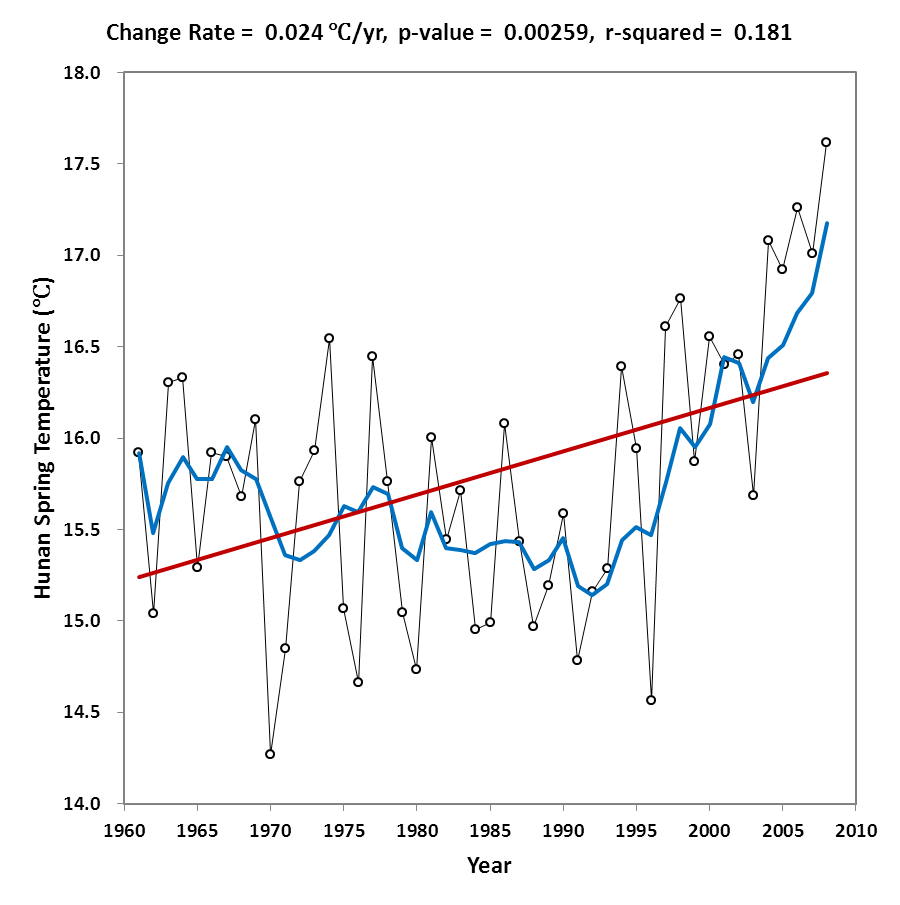 Change Rate = 0.024 ℃/yr, p-value = 0.00259, r-squared = 0.181
18.0
17.5
17.0
16.5
16.0
15.5
15.0
14.5
14.0
Hunan Spring Temperature (℃)
1960 1965 1970 1975 1980 1985 1990 1995 2000 2005 2010
Year